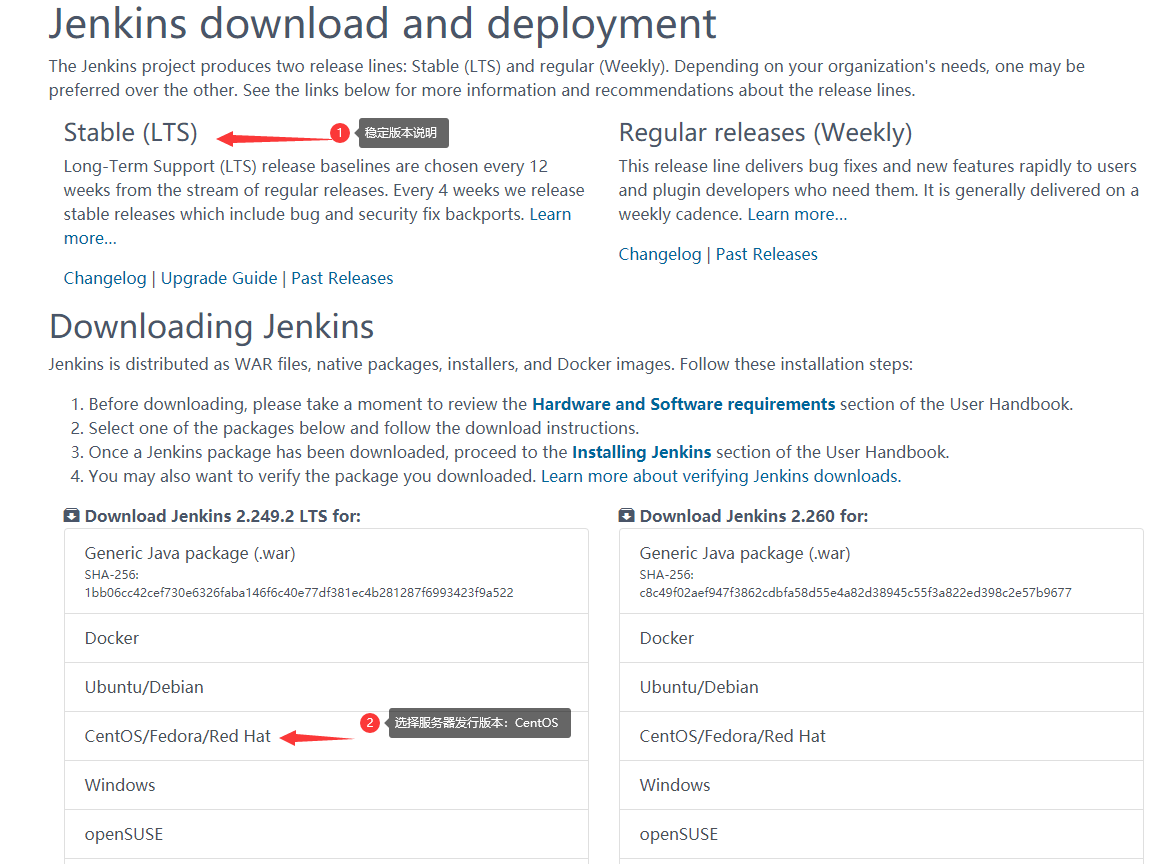 Jenkins download and deployment
The Jenkins project produces two release lines: Stable (LTS) and regular (Weekly). Depending on your organization's needs, one may be
preferred over the other. See the links below for more information and recommendations about the release lines.
Stable (LTS)
1
稳定版本说明
Long-Term Support (LTS) release baselines are chosen every 12
weeks from the stream of regular releases. Every 4 weeks we release
stable releases which include bug and security fix backports. Learn
more...
Changelog | Upgrade Guide | Past Releases
Regular releases (Weekly)
This release line delivers bug fixes and new features rapidly to users
and plugin developers who need them. It is generally delivered on a
weekly cadence. Learn more...
Changelog | Past Releases
Downloading Jenkins
Jenkins is distributed as WAR files, native packages, installers, and Docker images. Follow these installation steps:
1. Before downloading, please take a moment to review the Hardware and Software requirements section of the User Handbook.
2. Select one of the packages below and follow the download instructions.
3. Once a Jenkins package has been downloaded, proceed to the Installing Jenkins section of the User Handbook.
4. You may also want to verify the package you downloaded. Learn more about verifying Jenkins downloads.
Download Jenkins 2.249.2 LTS for:
Generic Java package (.war)
SHA-256:
1bb06cc42cef730e6326faba146f6c40e77df381ec4b281287f6993423f9a522
Docker
Ubuntu/Debian
CentOS/Fedora/Red Hat
2
选择服务器发行版本：CentOS
Windows
openSUSE
Download Jenkins 2.260 for:
Generic Java package (.war)
SHA-256:
c8c49f02aef947f3862cdbfa58d55e4a82d38945c55f3a822ed398c2e57b9677
Docker
Ubuntu/Debian
CentOS/Fedora/Red Hat
Windows
openSUSE